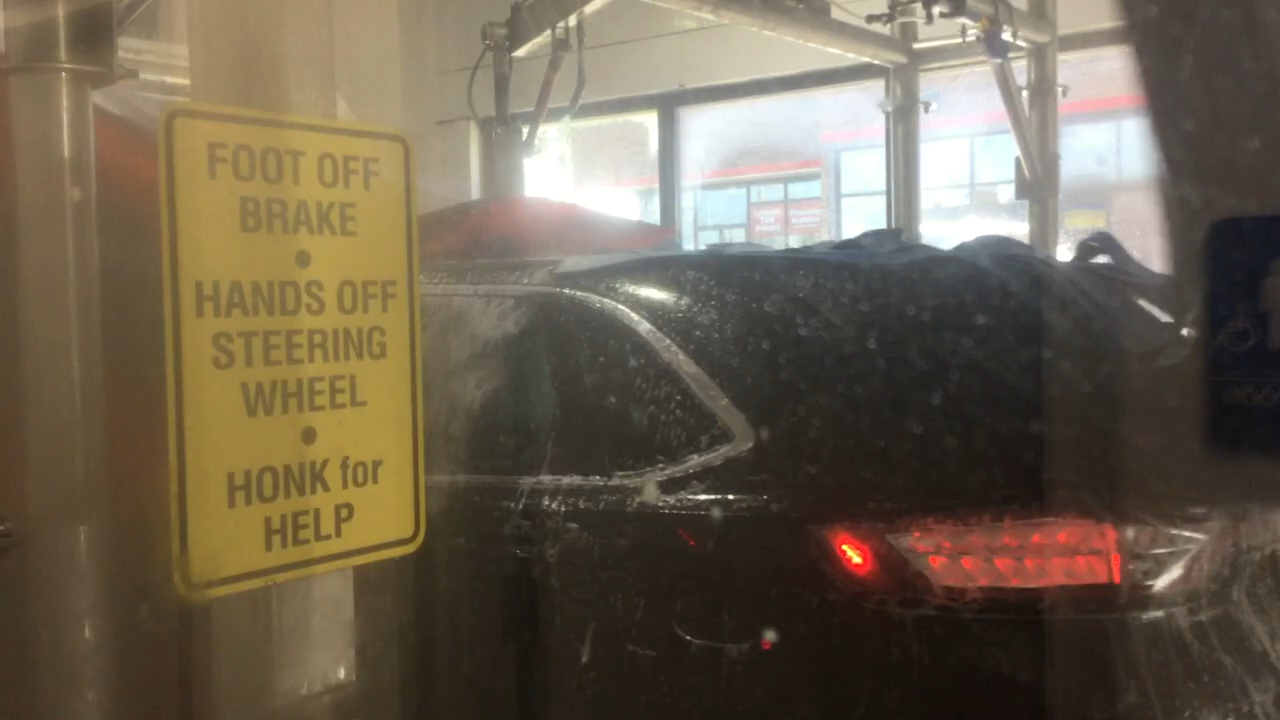 FOOT OFF
BRAKE
•
HANDS OFF
STEERING
WHEEL
•
HONK for
HELP